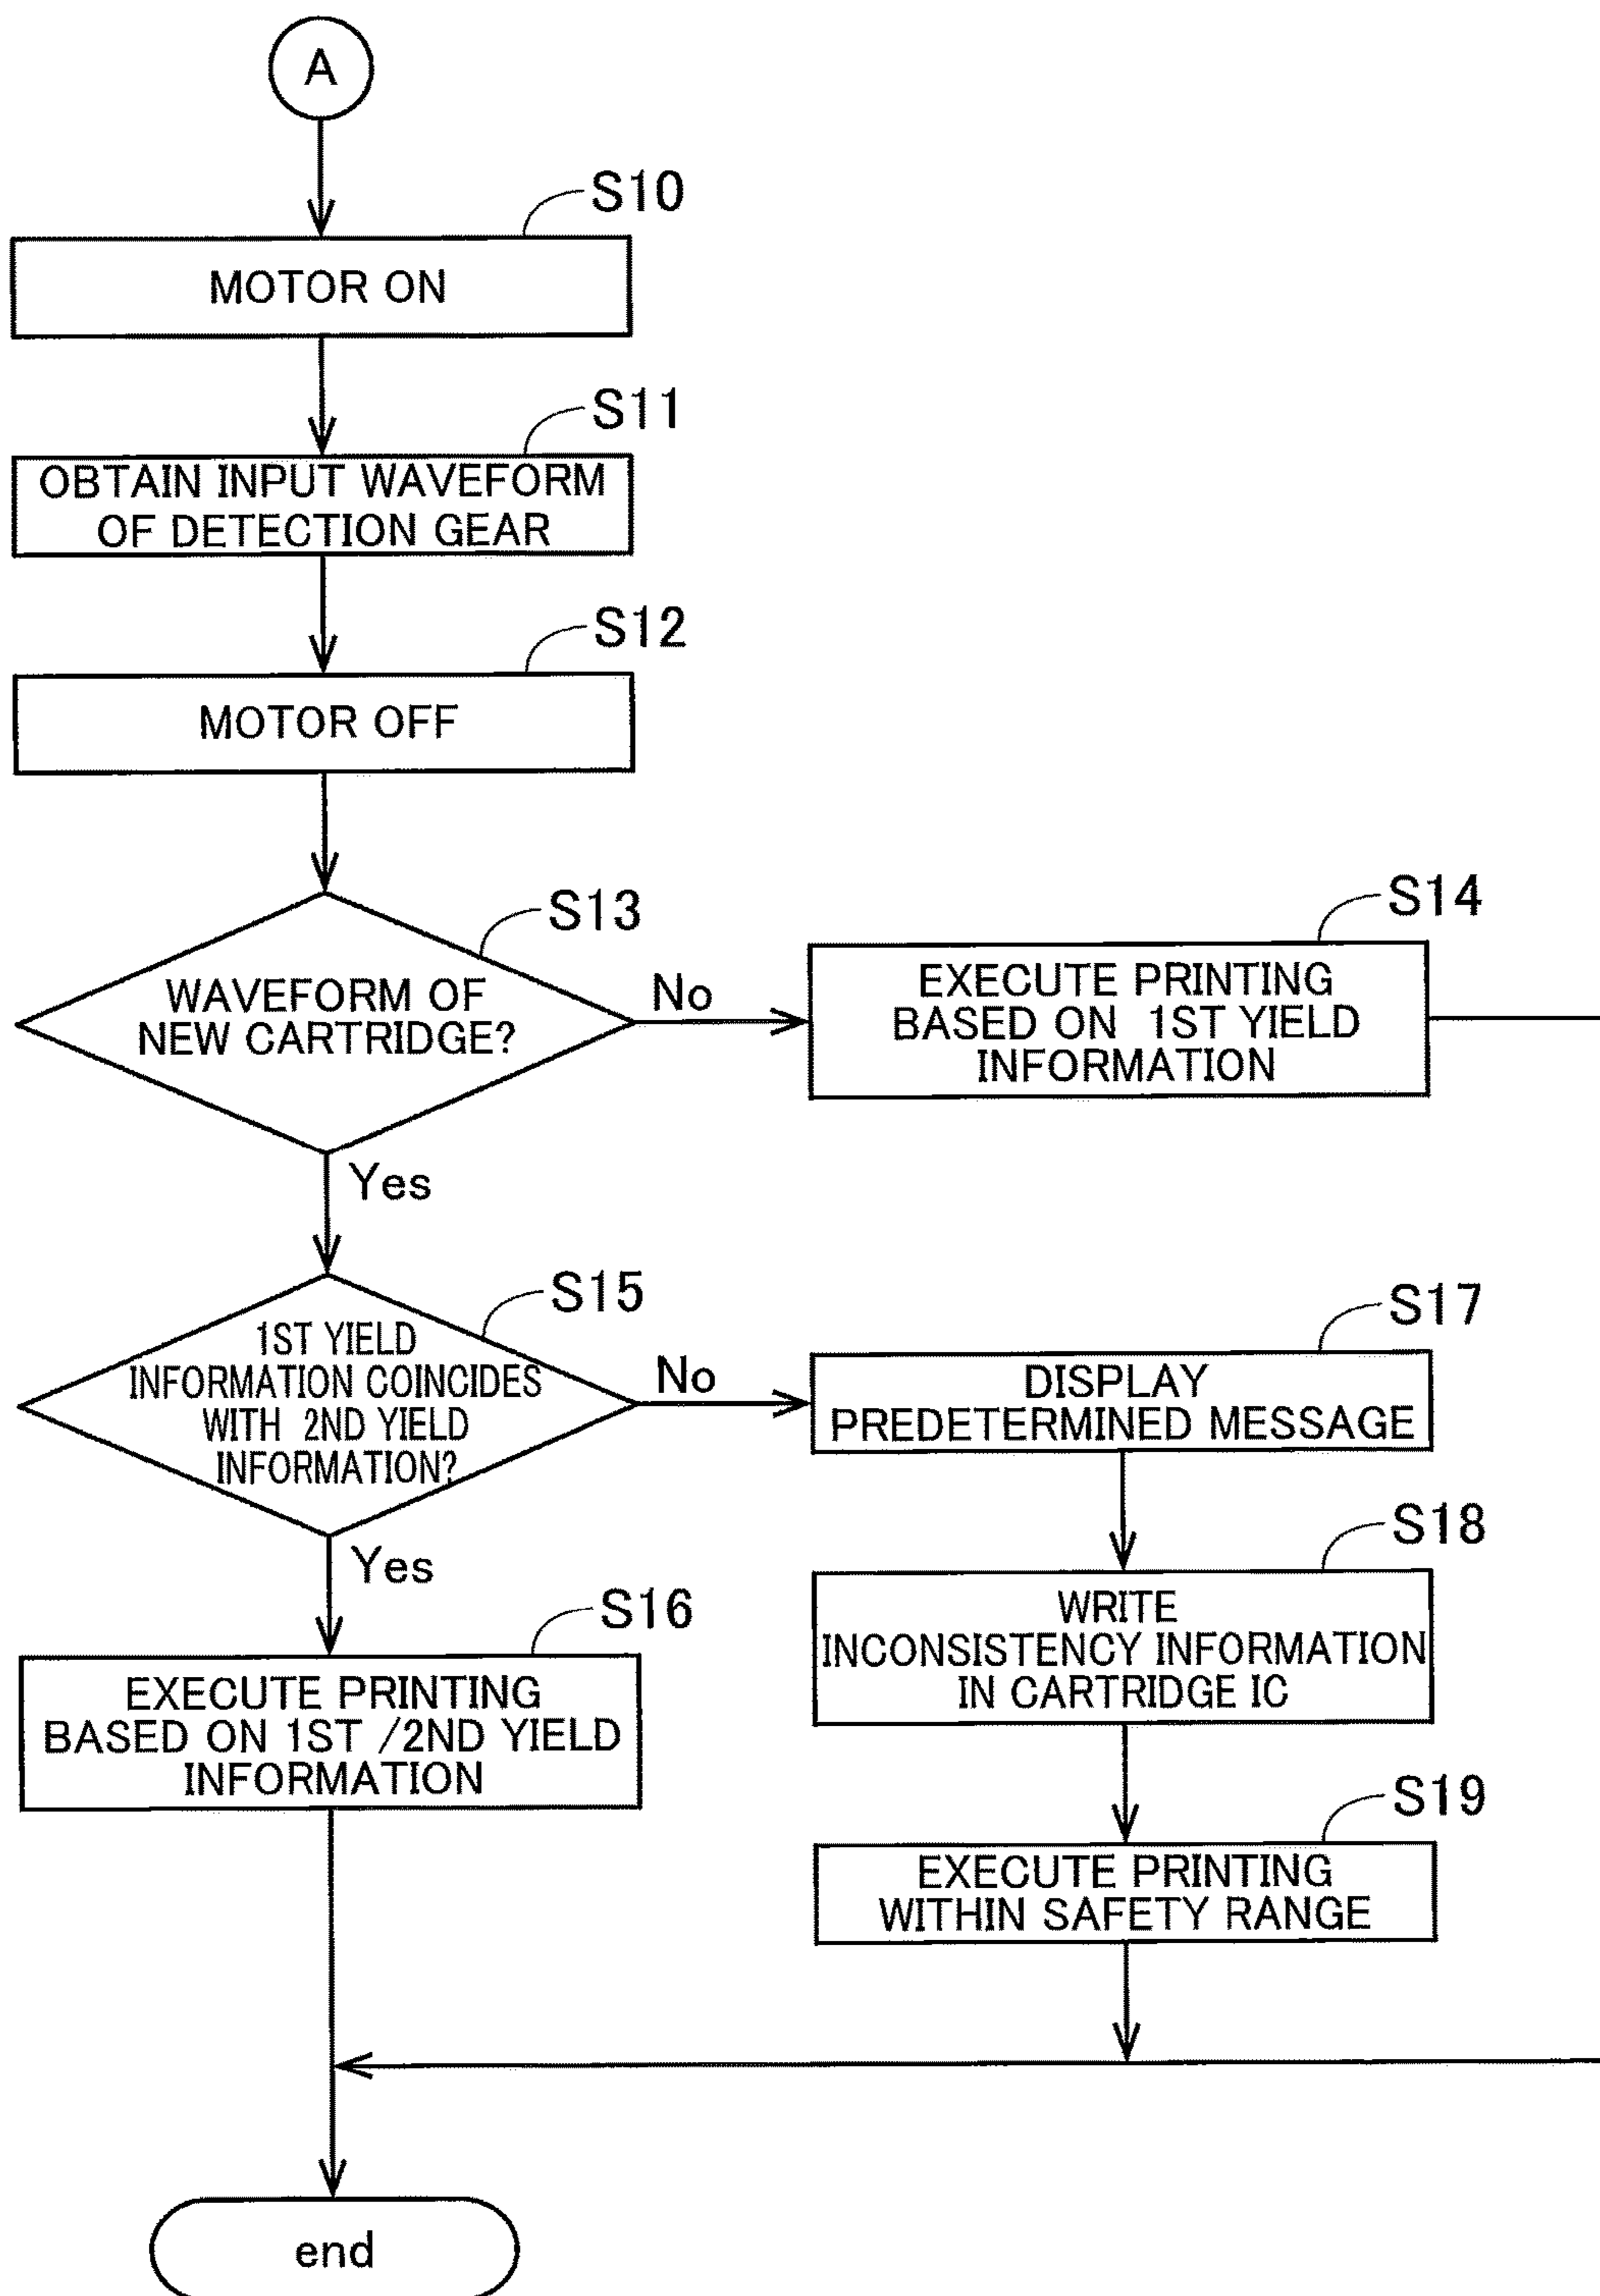 A
S10
MOTOR ON
S11
OBTAIN INPUT WAVEFORM
OF DETECTION GEAR
S12
MOTOR OFF
S13
WAVEFORM OF
NEW CARTRIDGE?
No
S14
EXECUTE PRINTING
BASED ON 1ST YIELD
INFORMATION
Yes
S15
1ST YIELD
INFORMATION COINCIDES
WITH 2ND YIELD
INFORMATION?
No
S17
DISPLAY
PREDETERMINED MESSAGE
Yes
S16
EXECUTE PRINTING
BASED ON 1ST /2ND YIELD
INFORMATION
S18
WRITE
INCONSISTENCY INFORMATION
IN CARTRIDGE IC
S19
EXECUTE PRINTING
WITHIN SAFETY RANGE
end